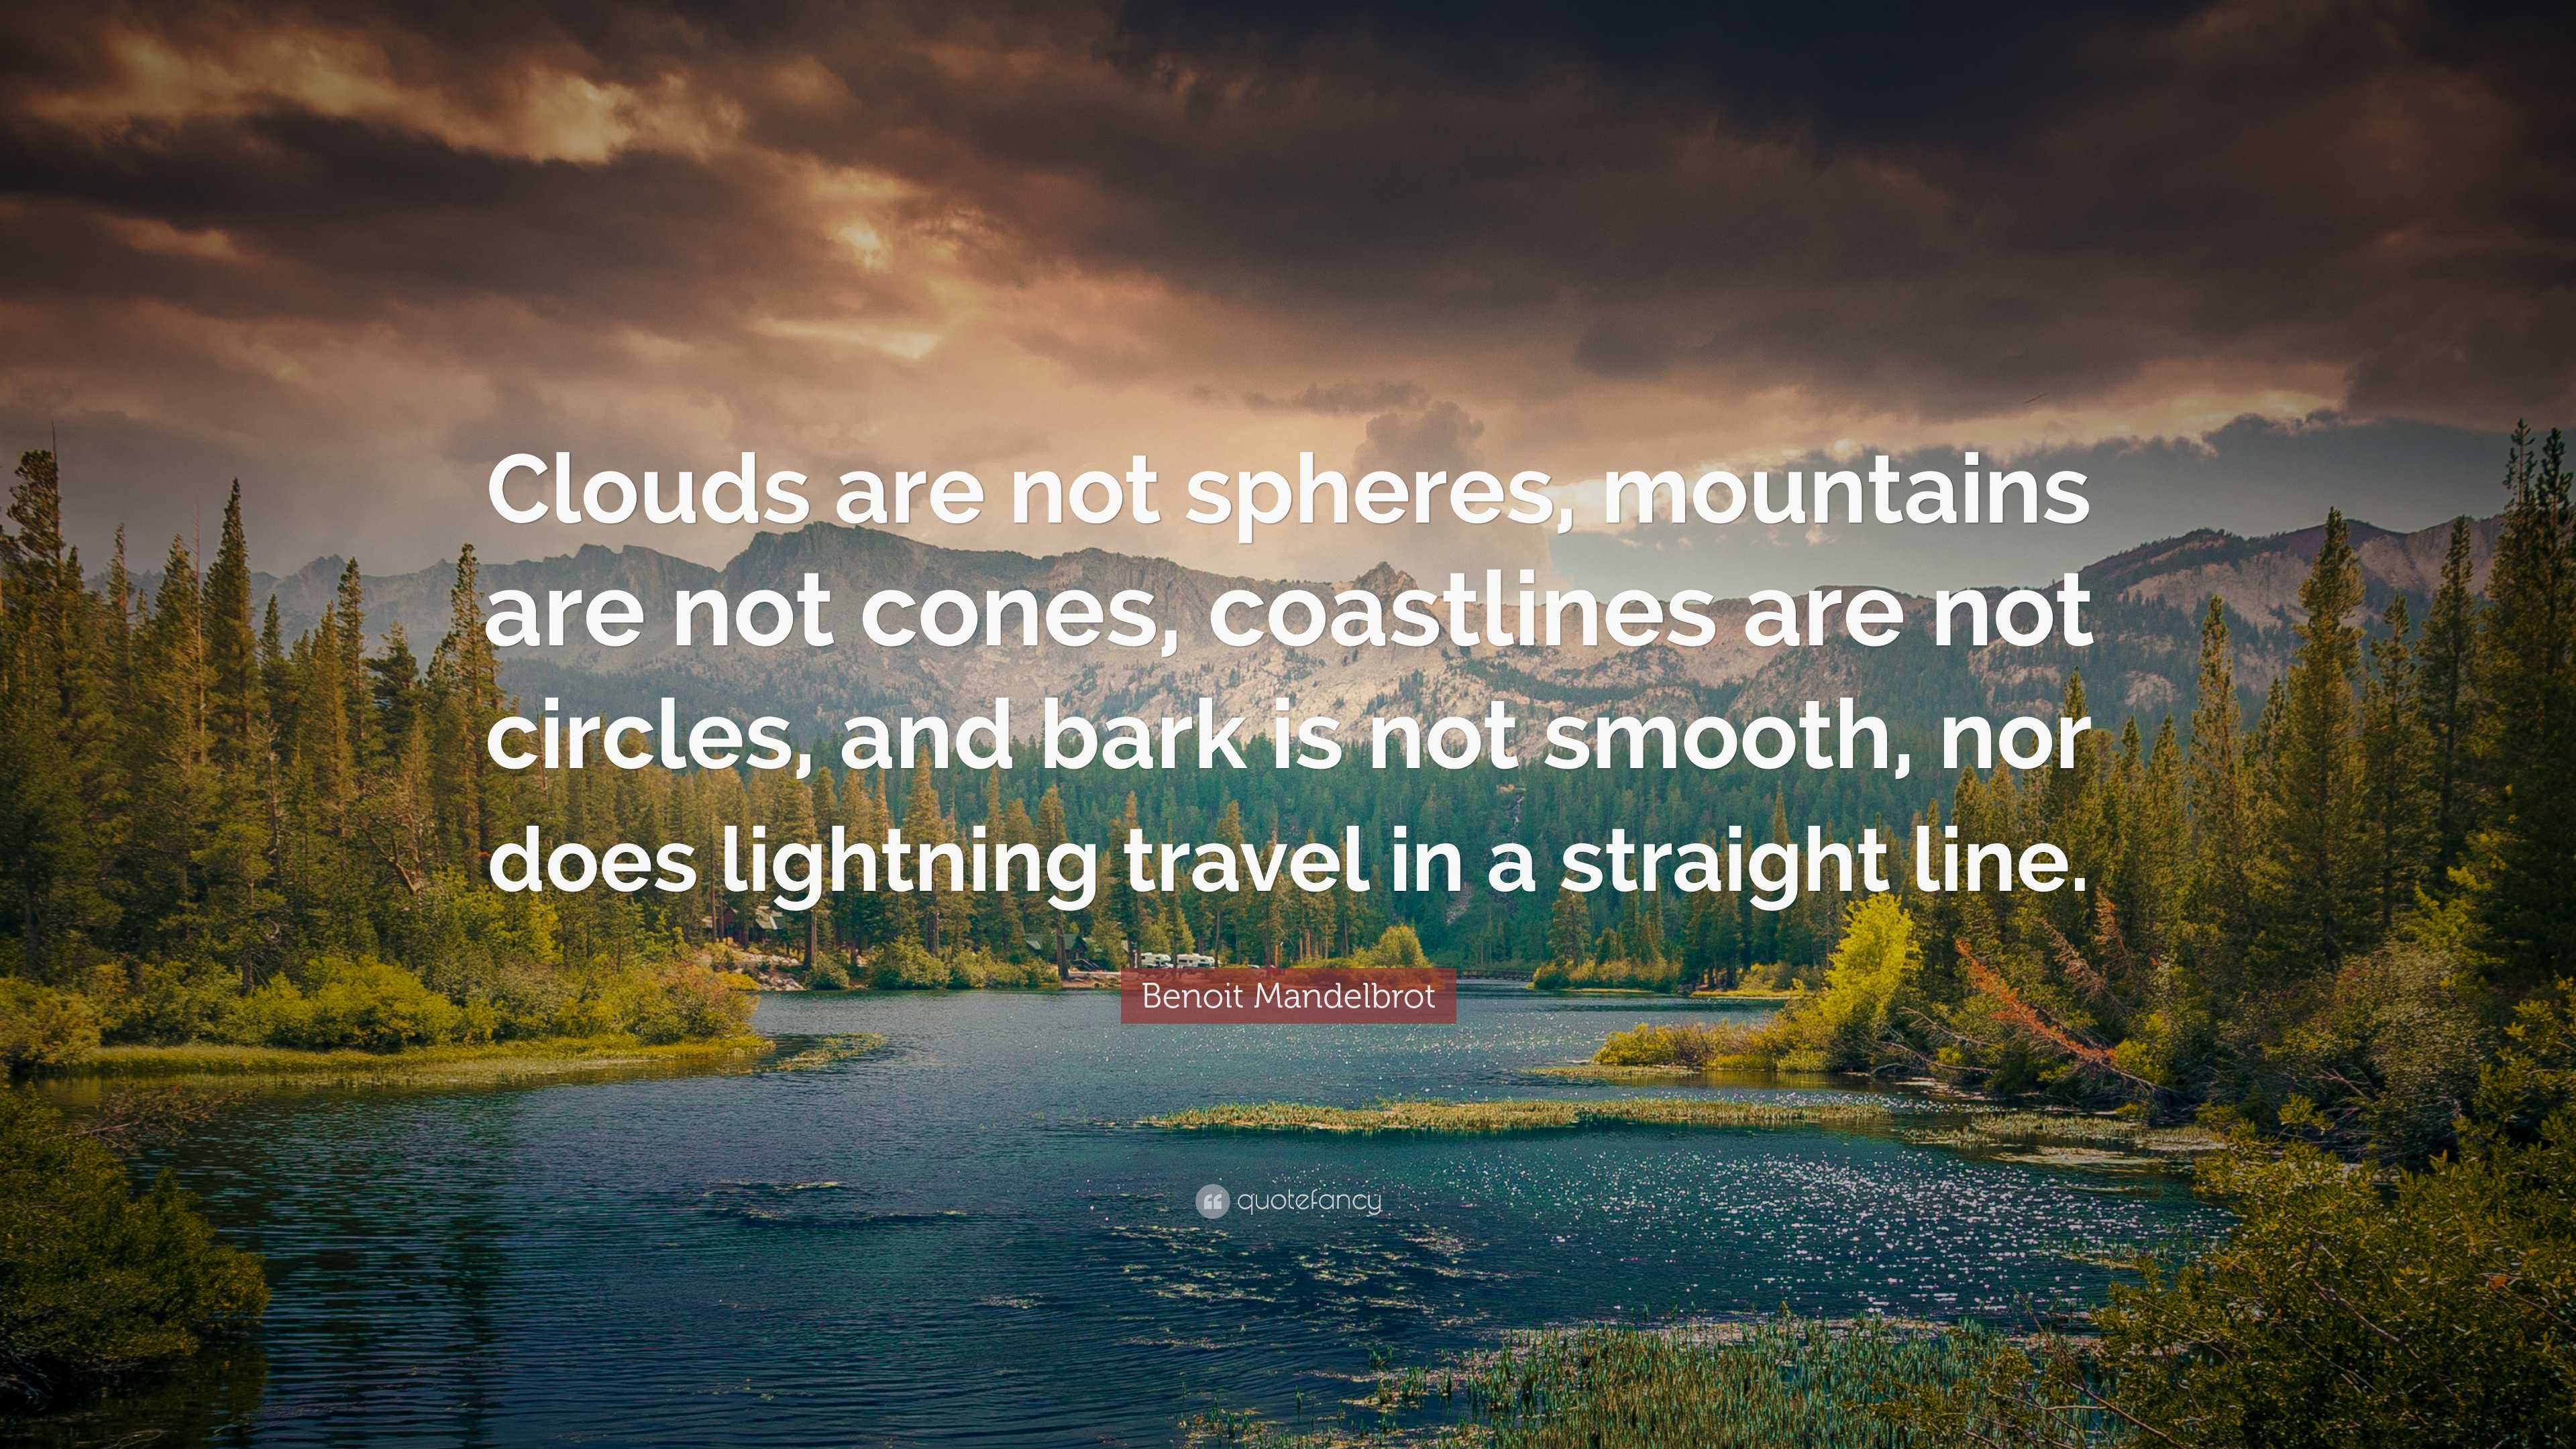 Clouds are not spheres, mountains
are not cones, coastlines are not
circles, and bark is not smooth, nor
does lightning travel in a straight line.
Benoit Mandelbrot
quotefancy